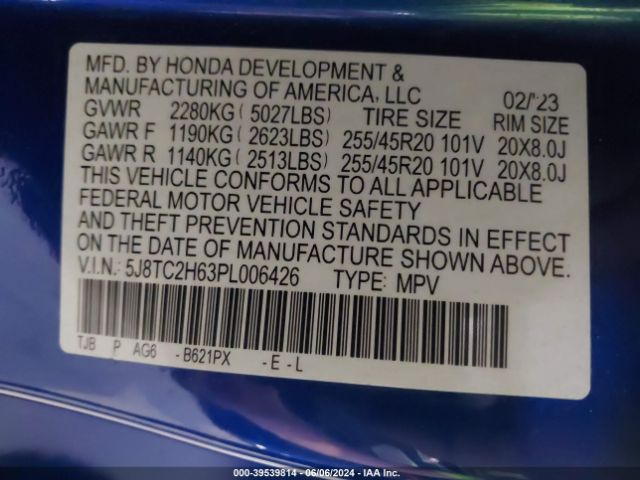 MFD. BY HONDA DEVELOPMENT &
MANUFACTURING OF AMERICA, LLC 02/23
GVWR 2280KG ( 5027LBS ) TIRE SIZE RIM SIZE
GAWR F 1190KG ( 2623LBS ) 255/45R20 101V 20X8.0J
GAWR R 1140KG ( 2513LBS ) 255/45R20 101V 20X8.0J
THIS VEHICLE CONFORMS TO ALL APPLICABLE
FEDERAL MOTOR VEHICLE SAFETY
AND THEFT PREVENTION STANDARDS IN EFFECT
ON THE DATE OF MANUFACTURE SHOWN ABOVE.
V.I.N.: 5J8TC2H63PL006426 TYPE: MPV
TJB P AG6 - B621PX - E - L
000-39539814 - 06/06/2024 - IAA Inc.